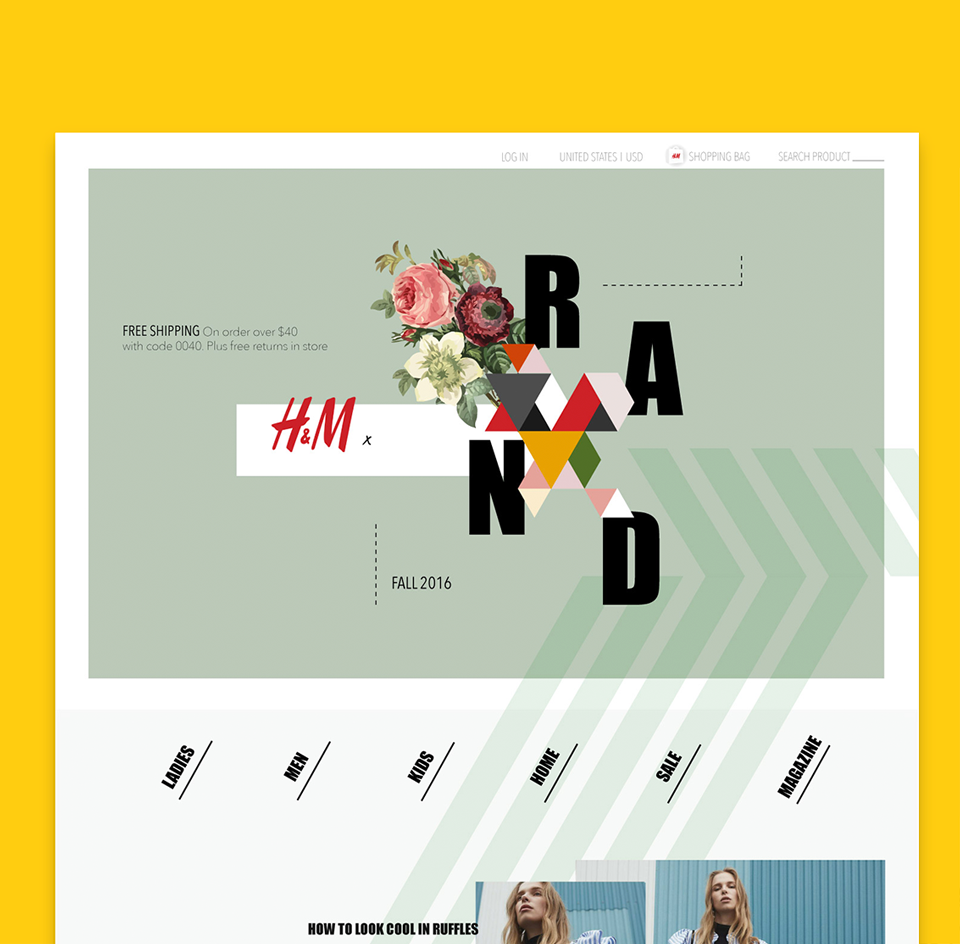 LOG IN
UNITED STATES | USD
H&M
SHOPPING BAG
SEARCH PRODUCT
R
A
N
D
FREE SHIPPING On order over $40
with code 0040. Plus free returns in store
H&M x
FALL 2016
LADIES
MEN
KIDS
HOME
SALE
MAGAZINE
HOW TO LOOK COOL IN RUFFLES